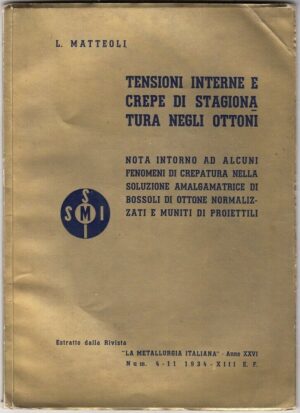 L. MATTEOLI
TENSIONI INTERNE E
CREPE DI STAGIONA
TURA NEGLI OTTONI
NOTA INTORNO AD ALCUNI
FENOMENI DI CREPATURA NELLA
SOLUZIONE AMALGAMATRICE DI
BOSSOLI DI OTTONE NORMALIZ-
ZATI E MUNITI DI PROIETTILI
S
SMI
I
Estratto dalla Rivista
"LA METALLURGIA ITALIANA" - Anno XXVI
Num. 4-11 1934-XIII E. F.